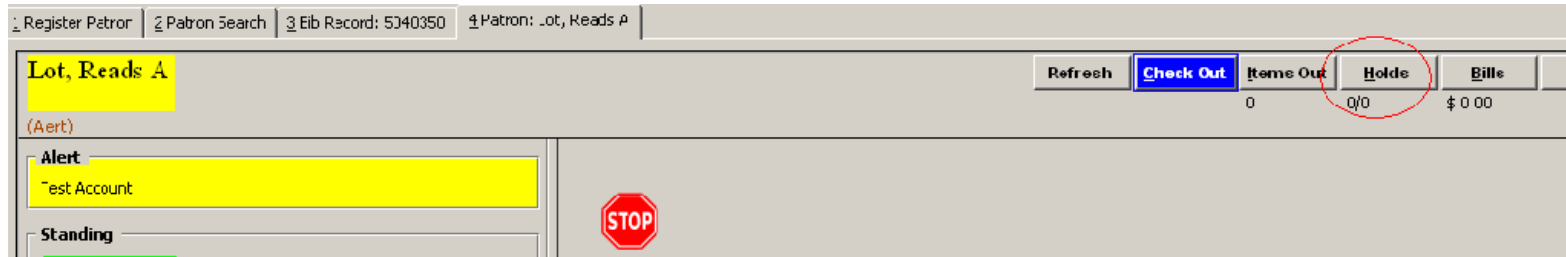 1 Register Patron 2 Patron Search 3 Bib Record: 5040350 4 Patron: Lot, Reads A
Lot, Reads A
Refresh Check Out Items Out Holds Bills
0 0/0 $ 0.00
(Alert)
Alert
Test Account
STOP
Standing